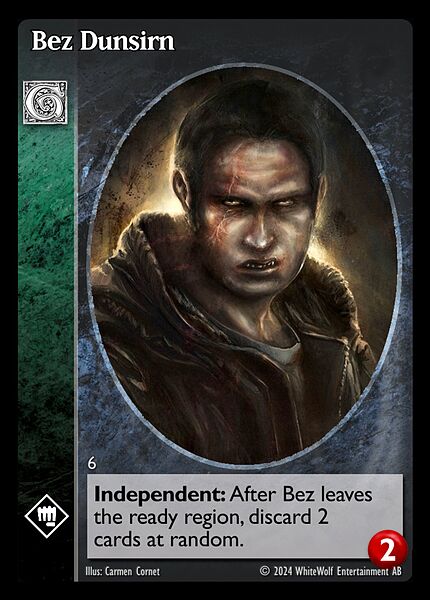 Bez Dunsirn
6
Independent: After Bez leaves
the ready region, discard 2
cards at random.
2
Illus: Carmen Cornet
© 2024 WhiteWolf Entertainment AB